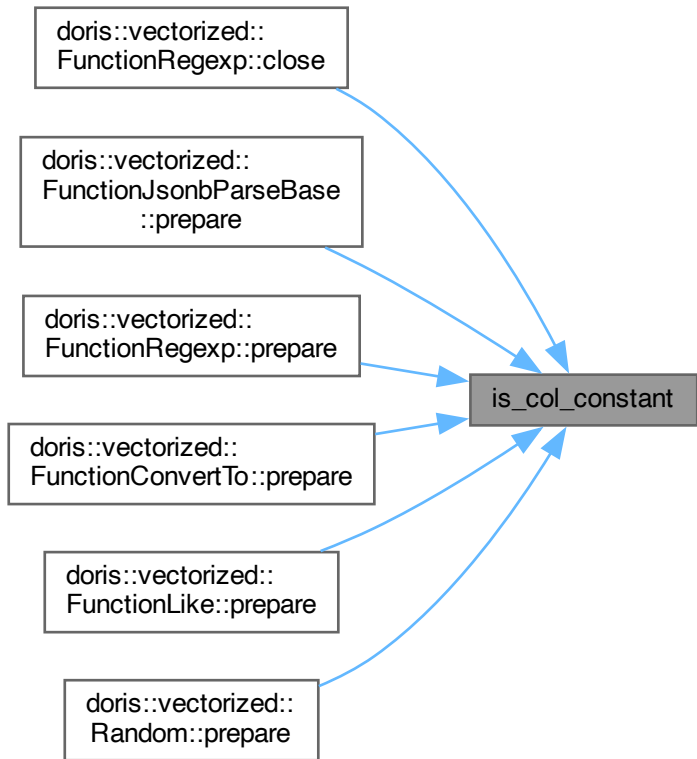 doris::vectorized::
FunctionRegexp::close
doris::vectorized::
FunctionJsonbParseBase
::prepare
doris::vectorized::
FunctionRegexp::prepare
is_col_constant
doris::vectorized::
FunctionConvertTo::prepare
doris::vectorized::
FunctionLike::prepare
doris::vectorized::
Random::prepare